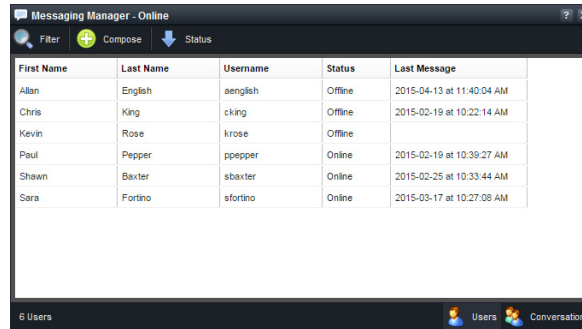 Messaging Manager - Online ?
Filter Compose Status
First Name Last Name Username Status Last Message
Allan English aenglish Offline 2015-04-13 at 11:40:04 AM
Chris King cking Offline 2015-02-19 at 10:22:14 AM
Kevin Rose krose Offline
Paul Pepper ppepper Online 2015-02-19 at 10:39:27 AM
Shawn Baxter sbaxter Online 2015-02-25 at 10:33:44 AM
Sara Fortino sfortino Online 2015-03-17 at 10:27:08 AM
6 Users Users Conversation